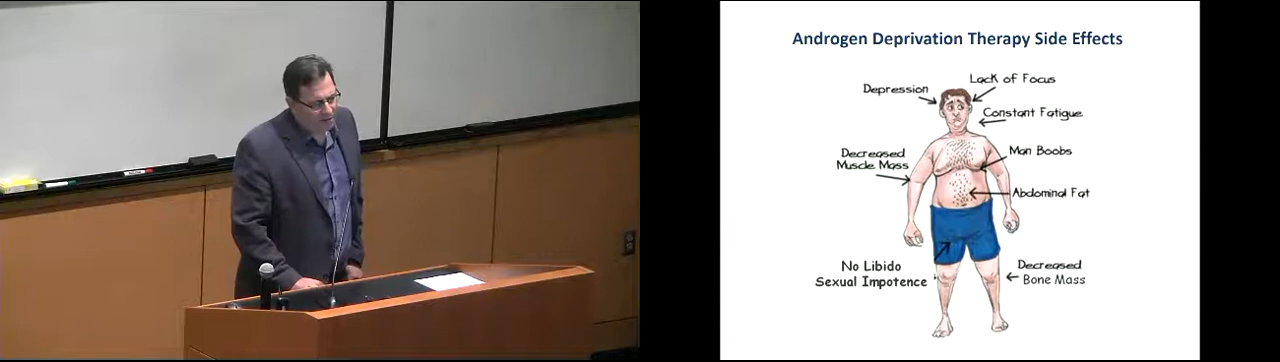 Androgen Deprivation Therapy Side Effects
Lack of Focus
Depression
Constant Fatigue
Man Boobs
Decreased
Muscle Mass
Abdominal Fat
No Libido
Sexual Impotence
Decreased
Bone Mass